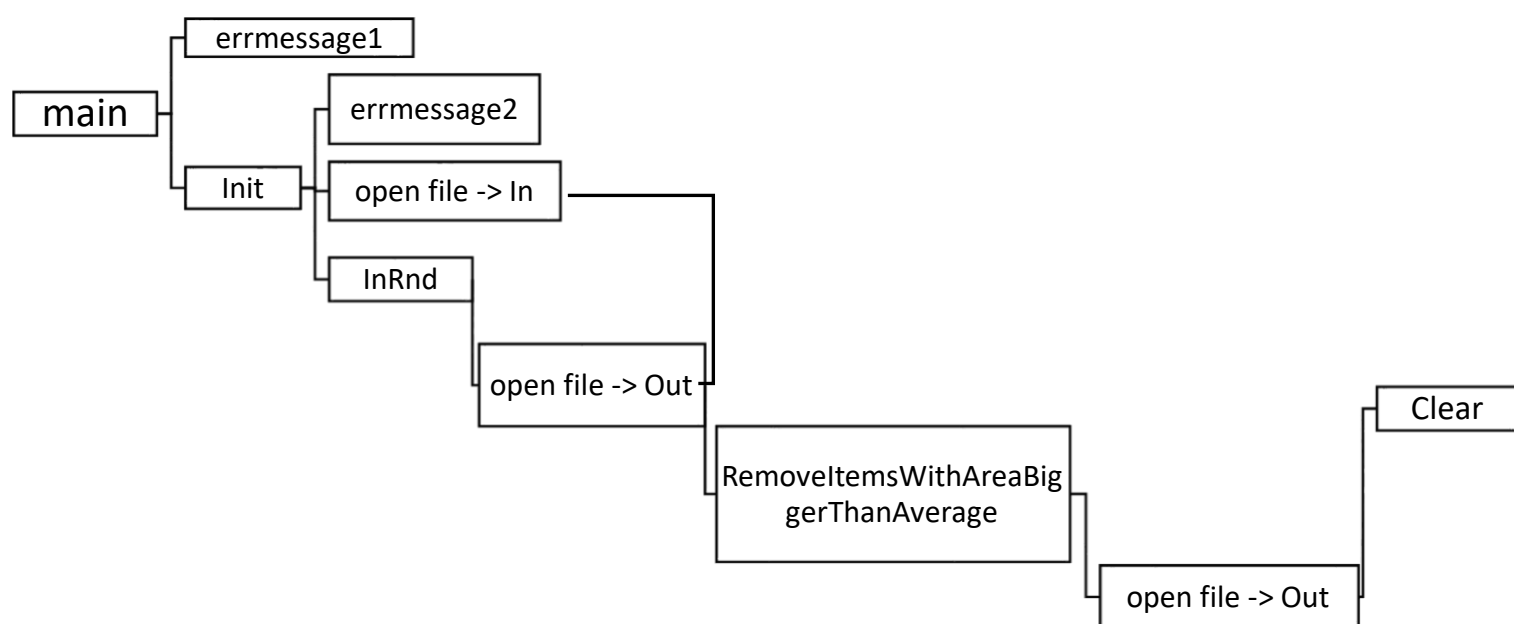 errmessage1
main
errmessage2
Init
open file -> In
InRnd
open file -> Out
Clear
RemoveItemsWithAreaBig
gerThanAverage
open file -> Out